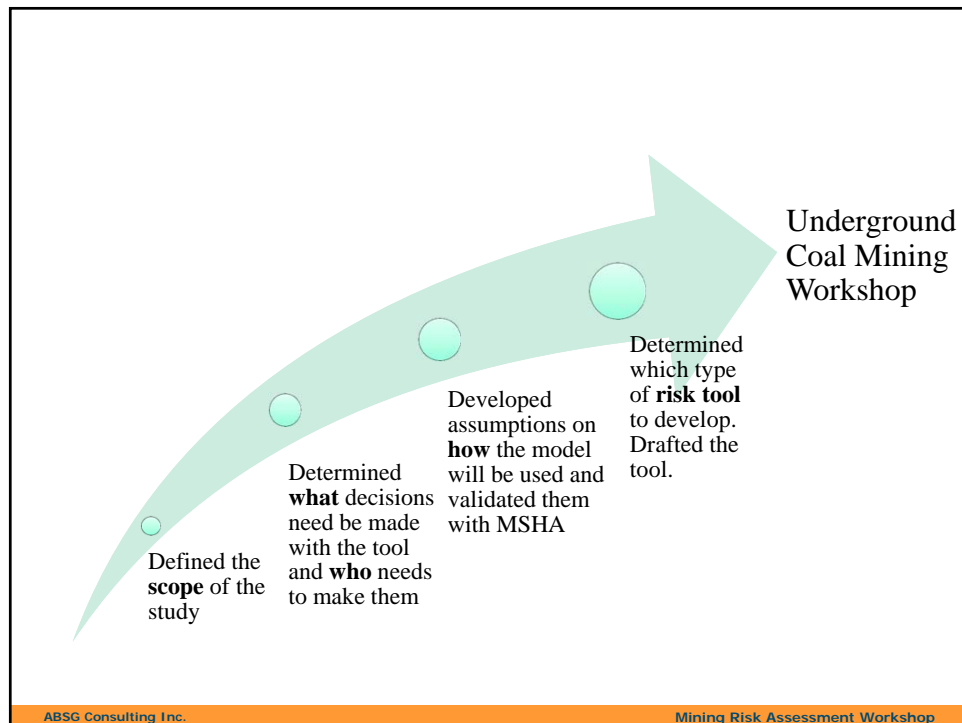 Defined the
scope of the
study
Determined
what decisions
need be made
with the tool
and who needs
to make them
Developed
assumptions on
how the model
will be used and
validated them
with MSHA
Determined
which type
of risk tool
to develop.
Drafted the
tool.
Underground
Coal Mining
Workshop
ABSG Consulting Inc.
Mining Risk Assessment Workshop